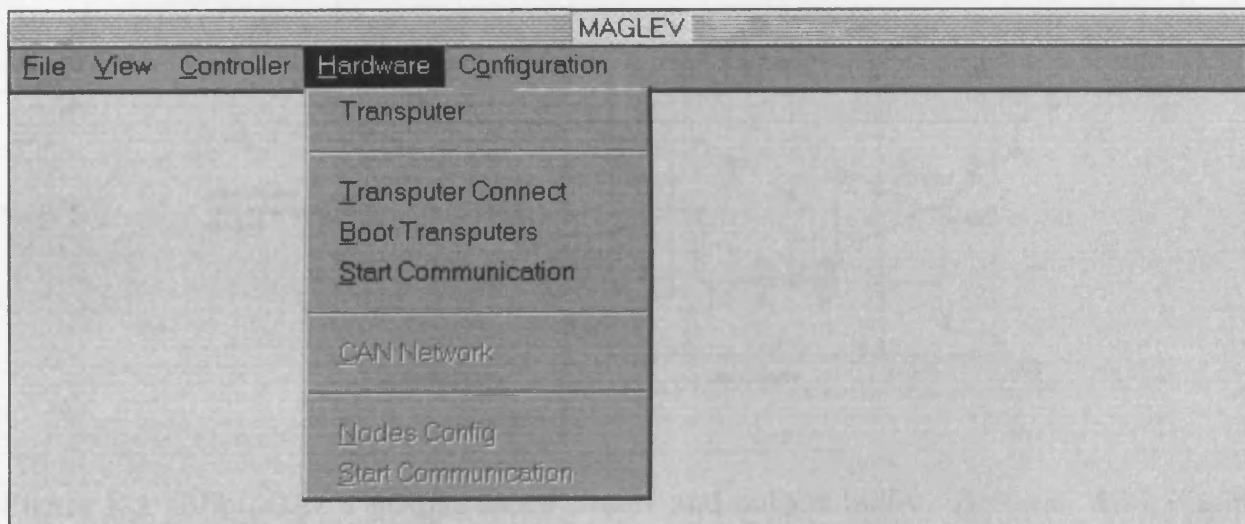 MAGLEV
File View Controller Hardware Configuration
Transputer
Transputer Connect
Boot Transputers
Start Communication
CAN Network
Nodes Config
Start Communication